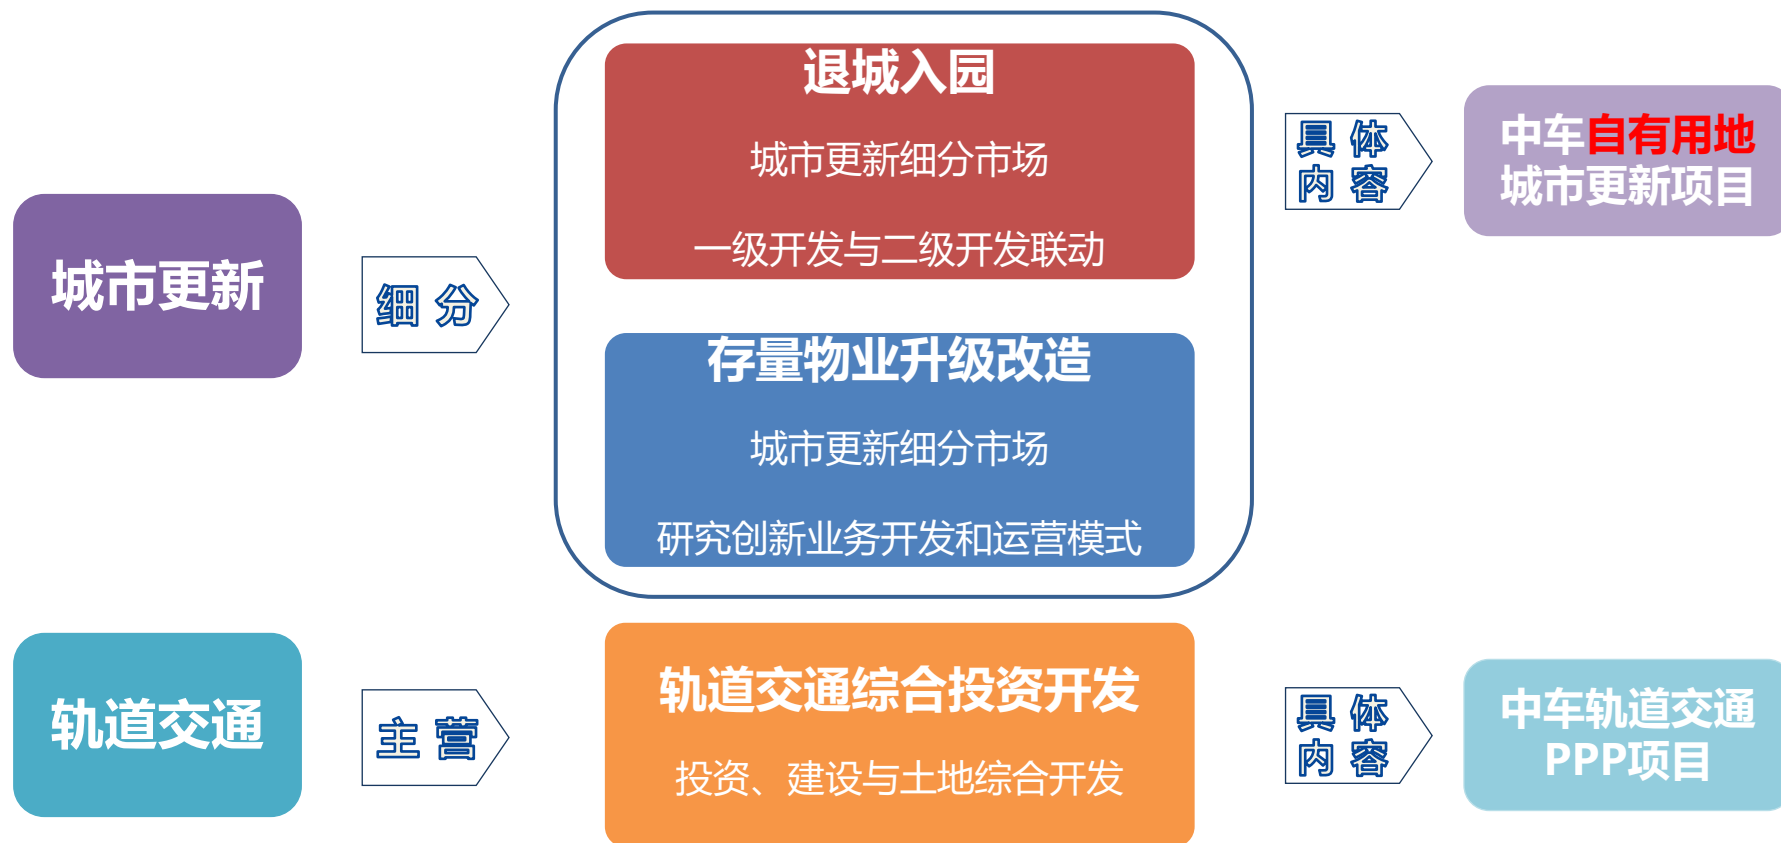 城市更新
细 分
退城入园
城市更新细分市场
一级开发与二级开发联动
存量物业升级改造
城市更新细分市场
研究创新业务开发和运营模式
具 体
内 容
中车自有用地
城市更新项目
轨道交通
主 营
轨道交通综合投资开发
投资、建设与土地综合开发
具 体
内 容
中车轨道交通
PPP项目